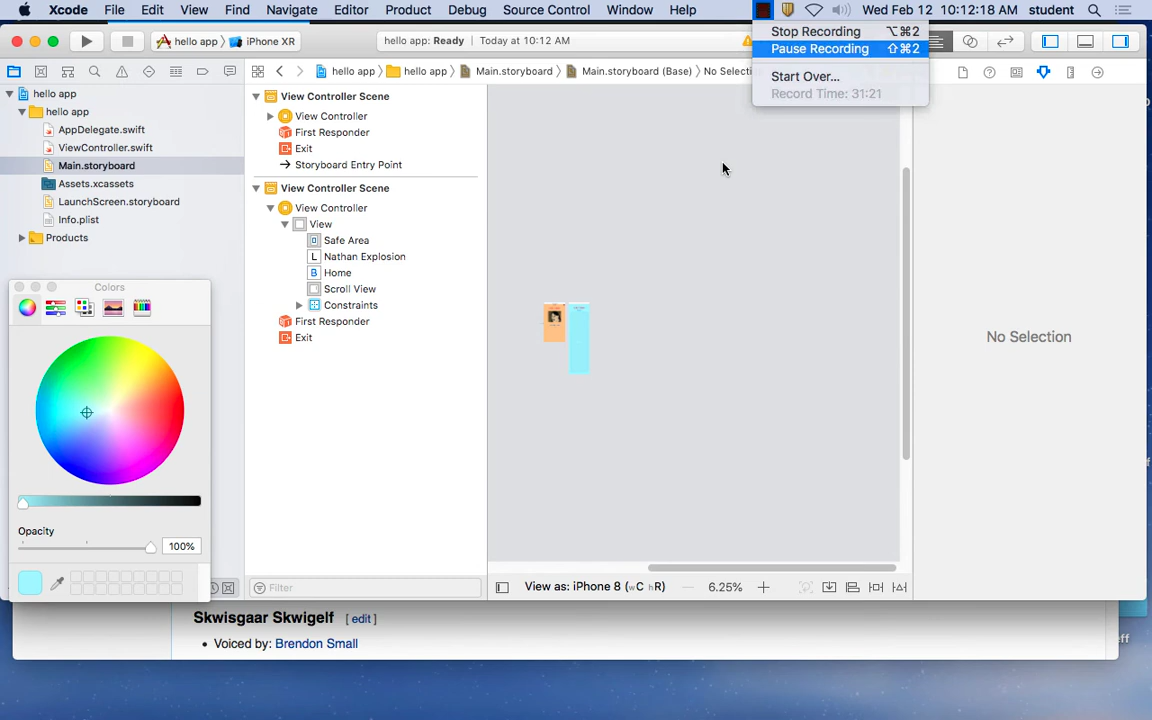 Xcode File Edit View Find Navigate Editor Product Debug Source Control Window Help Wed Feb 12 10:12:18 AM student
Stop Recording ⌥⌘2
Pause Recording ⇧⌘2
Start Over...
Record Time: 31:21
hello app iPhone XR hello app: Ready | Today at 10:12 AM
hello app hello app Main.storyboard Main.storyboard (Base) No Selecti
hello app
hello app
AppDelegate.swift
ViewController.swift
Main.storyboard
Assets.xcassets
LaunchScreen.storyboard
Info.plist
Products
View Controller Scene
View Controller
First Responder
Exit
Storyboard Entry Point
View Controller Scene
View Controller
View
Safe Area
L Nathan Explosion
B Home
Scroll View
Constraints
First Responder
Exit
No Selection
Colors
Opacity
100%
Filter
View as: iPhone 8 (wC hR) 6.25%
Skwisgaar Skwigelf [ edit ]
• Voiced by: Brendon Small
eff